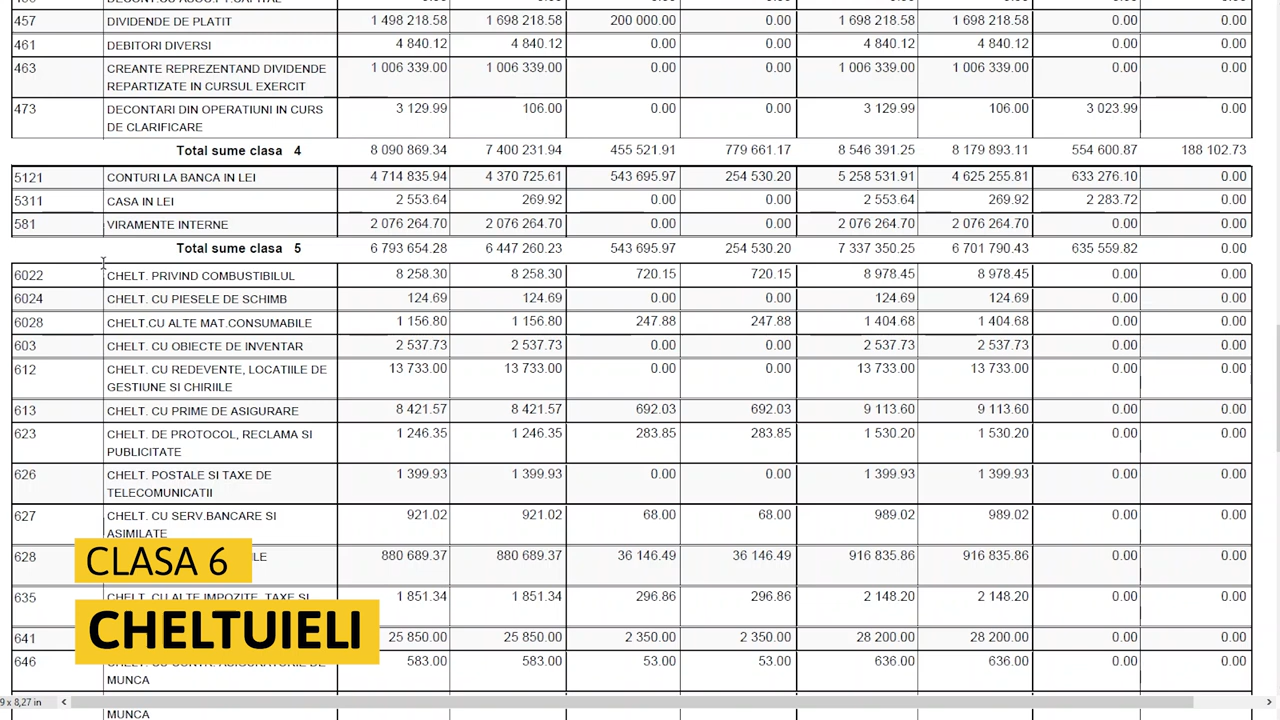 457 DIVIDENDE DE PLATIT 1 498 218.58 1 698 218.58 200 000.00 0.00 1 698 218.58 1 698 218.58 0.00 0.00
461 DEBITORI DIVERSI 4 840.12 4 840.12 0.00 0.00 4 840.12 4 840.12 0.00 0.00
463 CREANTE REPREZENTAND DIVIDENDE 1 006 339.00 1 006 339.00 0.00 0.00 1 006 339.00 1 006 339.00 0.00 0.00
REPARTIZATE IN CURSUL EXERCIT
473 DECONTARI DIN OPERATIUNI IN CURS 3 129.99 106.00 0.00 0.00 3 129.99 106.00 3 023.99 0.00
DE CLARIFICARE
Total sume clasa 4 8 090 869.34 7 400 231.94 455 521.91 779 661.17 8 546 391.25 8 179 893.11 554 600.87 188 102.73
5121 CONTURI LA BANCA IN LEI 4 714 835.94 4 370 725.61 543 695.97 254 530.20 5 258 531.91 4 625 255.81 633 276.10 0.00
5311 CASA IN LEI 2 553.64 269.92 0.00 0.00 2 553.64 269.92 2 283.72 0.00
581 VIRAMENTE INTERNE 2 076 264.70 2 076 264.70 0.00 0.00 2 076 264.70 2 076 264.70 0.00 0.00
Total sume clasa 5 6 793 654.28 6 447 260.23 543 695.97 254 530.20 7 337 350.25 6 701 790.43 635 559.82 0.00
6022 CHELT. PRIVIND COMBUSTIBILUL 8 258.30 8 258.30 720.15 720.15 8 978.45 8 978.45 0.00 0.00
6024 CHELT. CU PIESELE DE SCHIMB 124.69 124.69 0.00 0.00 124.69 124.69 0.00 0.00
6028 CHELT.CU ALTE MAT.CONSUMABILE 1 156.80 1 156.80 247.88 247.88 1 404.68 1 404.68 0.00 0.00
603 CHELT. CU OBIECTE DE INVENTAR 2 537.73 2 537.73 0.00 0.00 2 537.73 2 537.73 0.00 0.00
612 CHELT. CU REDEVENTE, LOCATIILE DE 13 733.00 13 733.00 0.00 0.00 13 733.00 13 733.00 0.00 0.00
GESTIUNE SI CHIRIILE
613 CHELT. CU PRIME DE ASIGURARE 8 421.57 8 421.57 692.03 692.03 9 113.60 9 113.60 0.00 0.00
623 CHELT. DE PROTOCOL, RECLAMA SI 1 246.35 1 246.35 283.85 283.85 1 530.20 1 530.20 0.00 0.00
PUBLICITATE
626 CHELT. POSTALE SI TAXE DE 1 399.93 1 399.93 0.00 0.00 1 399.93 1 399.93 0.00 0.00
TELECOMUNICATII
627 CHELT. CU SERV.BANCARE SI 921.02 921.02 68.00 68.00 989.02 989.02 0.00 0.00
ASIMILATE
628 880 689.37 880 689.37 36 146.49 36 146.49 916 835.86 916 835.86 0.00 0.00
CLASA 6
635 CHELT. CU ALTE IMPOZITE, TAXE SI 1 851.34 1 851.34 296.86 296.86 2 148.20 2 148.20 0.00 0.00
CHELTUIELI
641 25 850.00 25 850.00 2 350.00 2 350.00 28 200.00 28 200.00 0.00 0.00
646 583.00 583.00 53.00 53.00 636.00 636.00 0.00 0.00
MUNCA
9 x 8,27 in
MUNCA